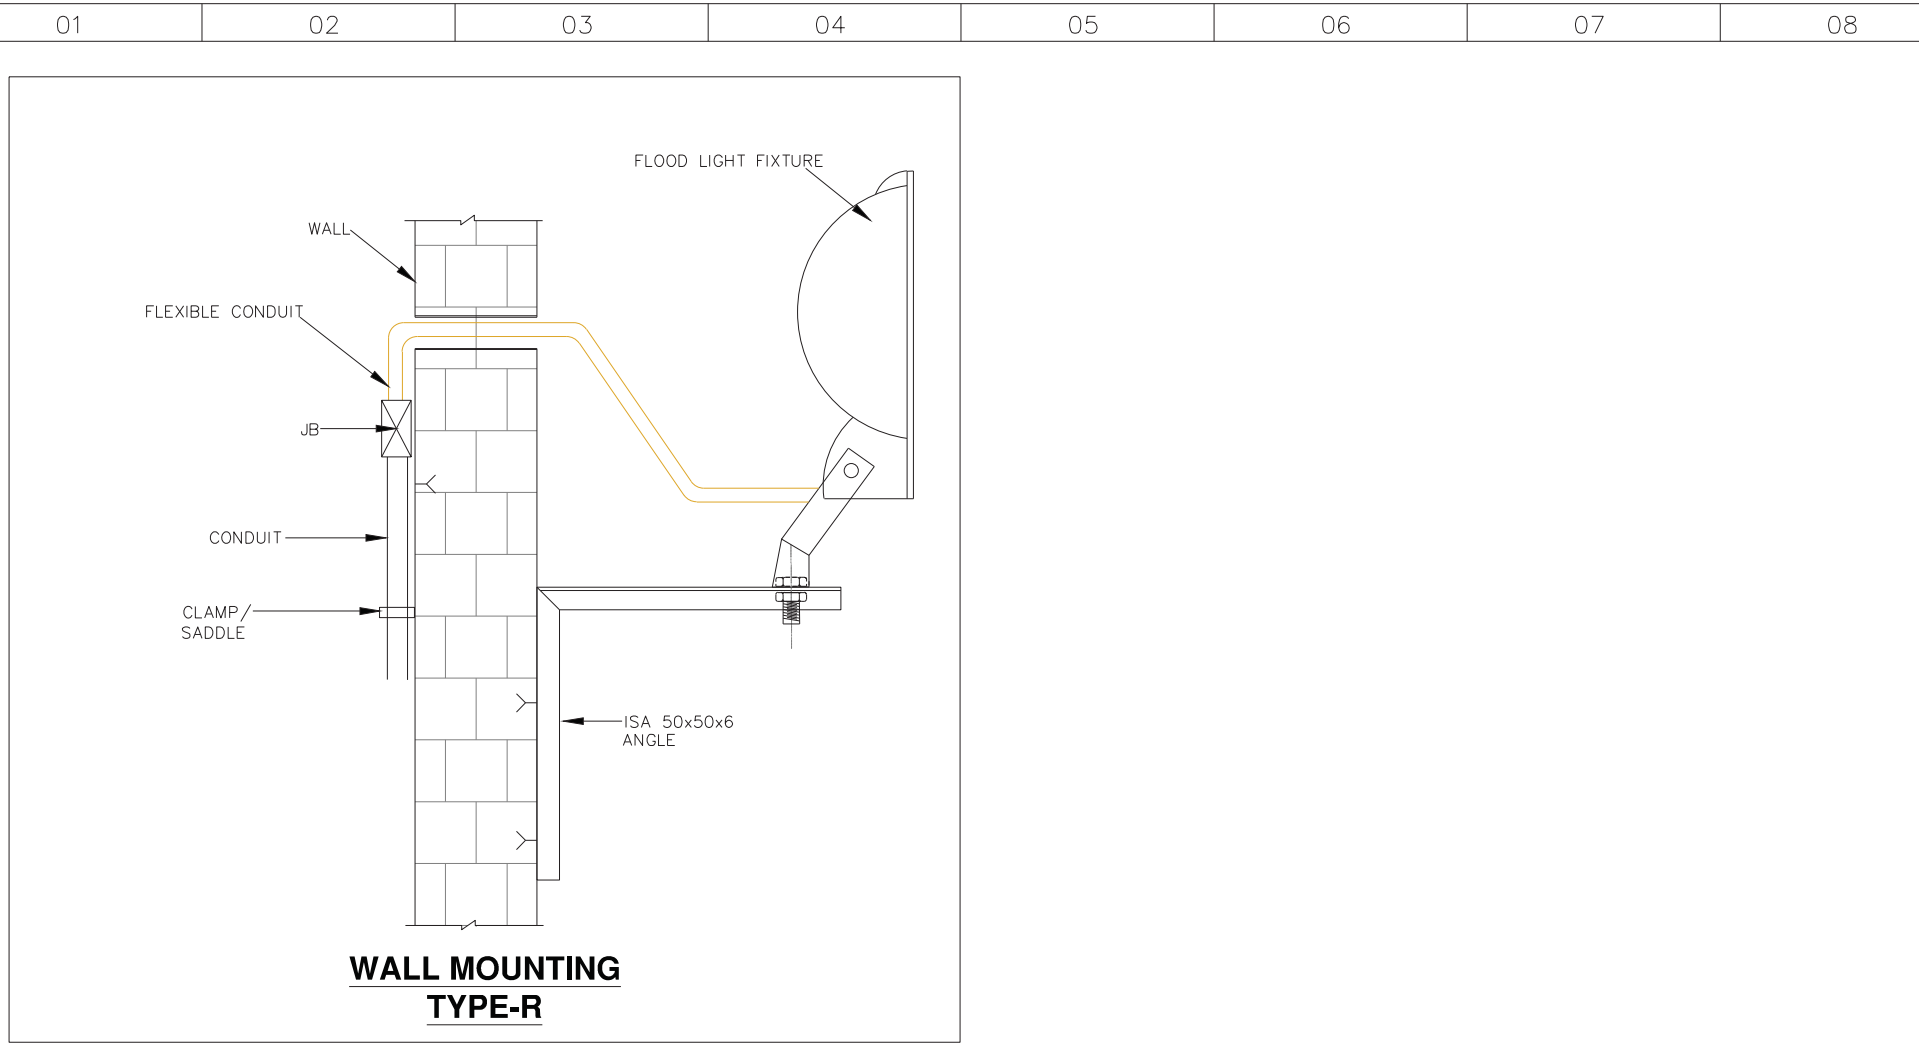 01 02 03 04 05 06 07 08
FLOOD LIGHT FIXTURE
WALL
FLEXIBLE CONDUIT
JB
CONDUIT
CLAMP/
SADDLE
ISA 50x50x6
ANGLE
WALL MOUNTING
TYPE-R